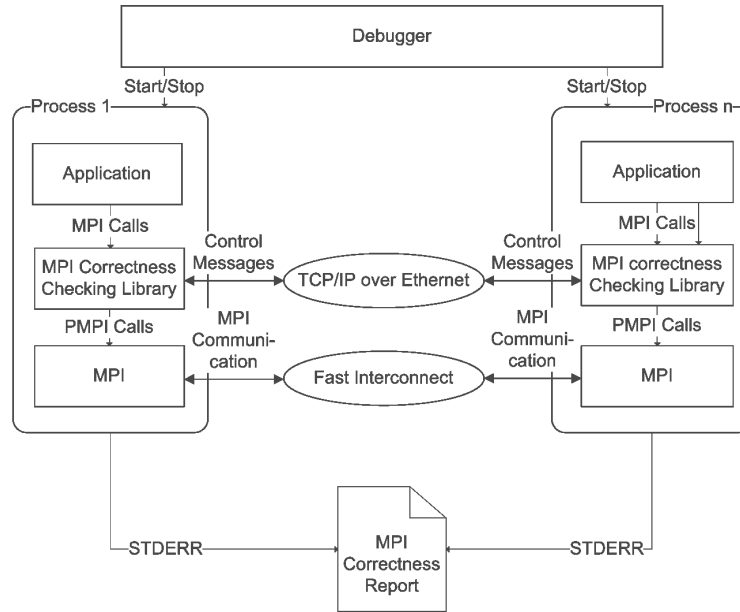 Debugger
Start/Stop
Start/Stop
Process 1
Process n
Application
Application
MPI Calls
MPI Calls
Control
Messages
Control
Messages
MPI Correctness
Checking Library
TCP/IP over Ethernet
MPI correctness
Checking Library
PMPI Calls
MPI
Communi-
cation
MPI
Communi-
cation
PMPI Calls
MPI
Fast Interconnect
MPI
STDERR
MPI
Correctness
Report
STDERR